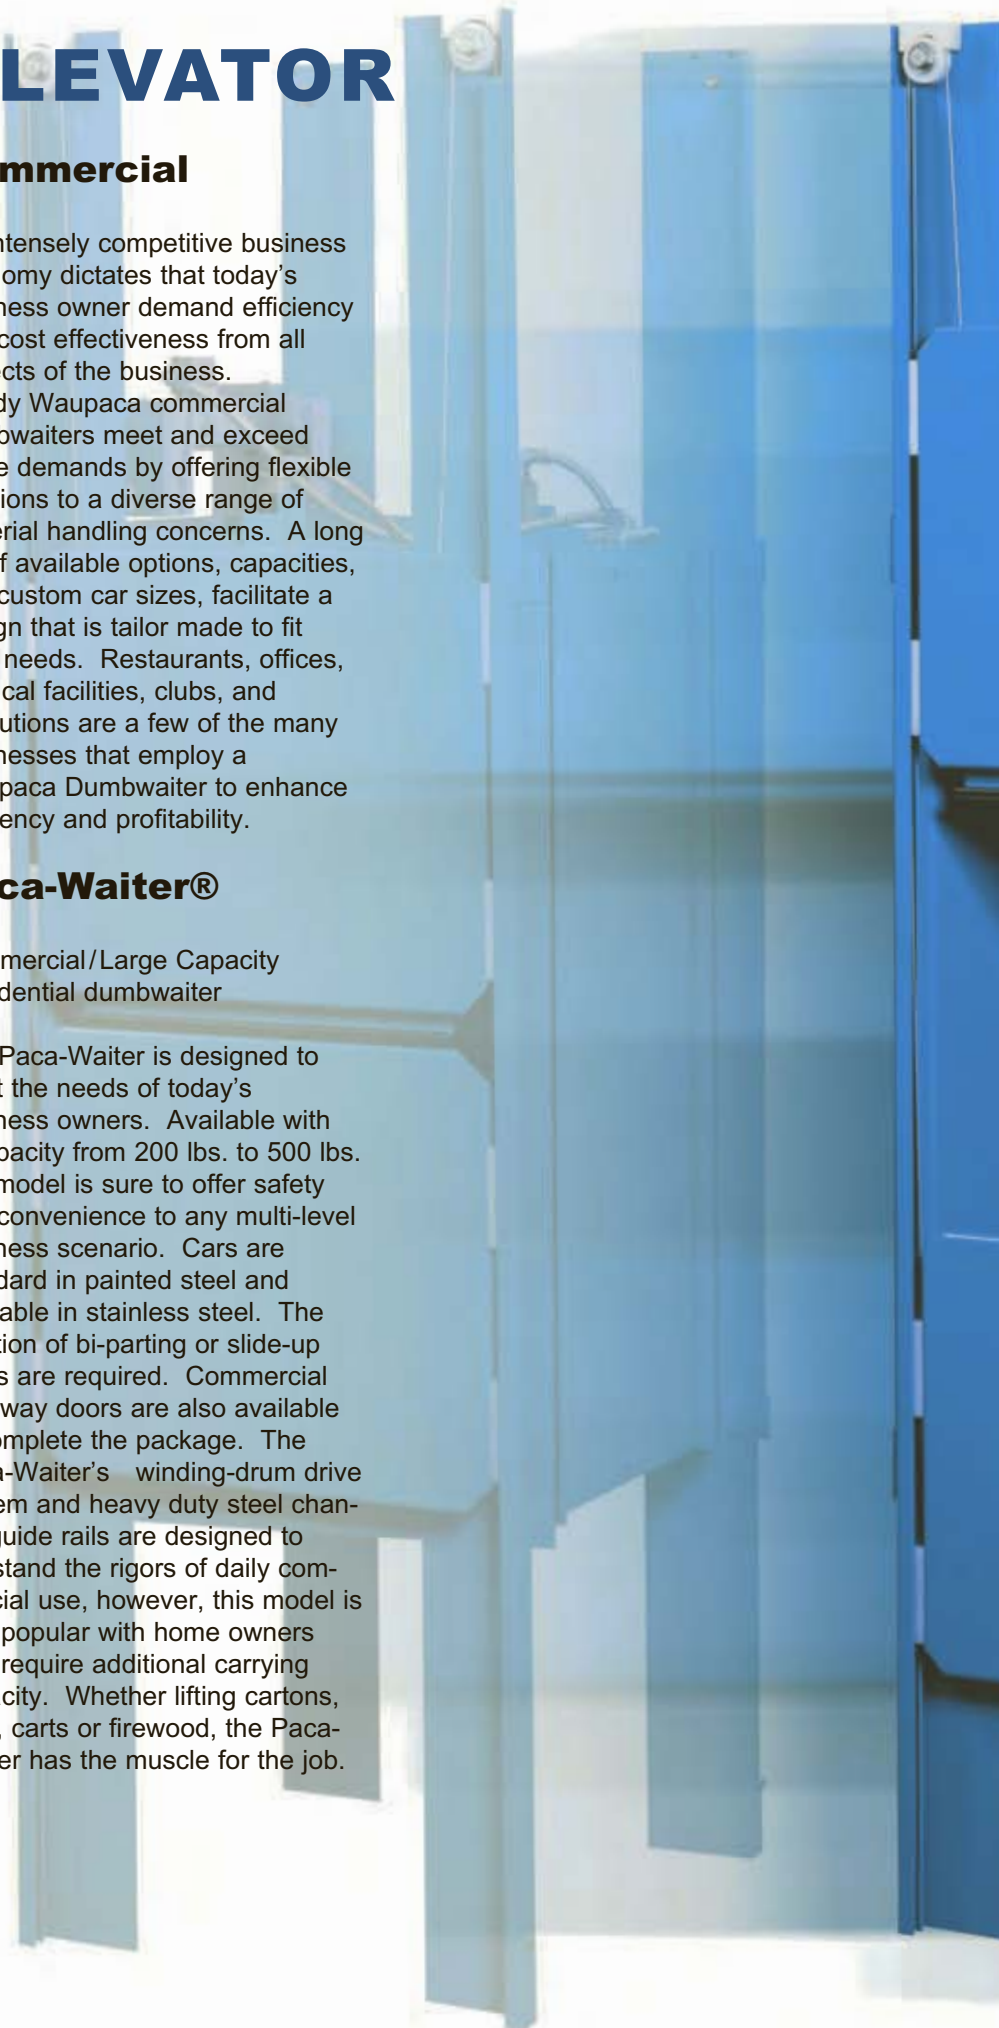 LEVATOR
mmercial
ntensely competitive business
omy dictates that today's
ness owner demand efficiency
cost effectiveness from all
ects of the business.
dy Waupaca commercial
bwaiters meet and exceed
e demands by offering flexible
tions to a diverse range of
erial handling concerns.  A long
f available options, capacities,
custom car sizes, facilitate a
gn that is tailor made to fit
needs.  Restaurants, offices,
ical facilities, clubs, and
utions are a few of the many
nesses that employ a
paca Dumbwaiter to enhance
ency and profitability.
ca-Waiter®
mercial/Large Capacity
dential dumbwaiter
Paca-Waiter is designed to
t the needs of today's
ness owners.  Available with
pacity from 200 lbs. to 500 lbs.
model is sure to offer safety
convenience to any multi-level
ness scenario.  Cars are
dard in painted steel and
able in stainless steel.  The
tion of bi-parting or slide-up
s are required.  Commercial
way doors are also available
omplete the package.  The
a-Waiter's   winding-drum drive
em and heavy duty steel chan-
guide rails are designed to
stand the rigors of daily com-
cial use, however, this model is
popular with home owners
require additional carrying
city.  Whether lifting cartons,
, carts or firewood, the Paca-
er has the muscle for the job.